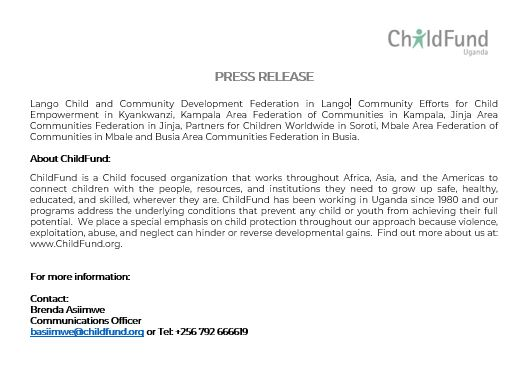 ChildFund
Uganda
PRESS RELEASE
Lango Child and Community Development Federation in Lango, Community Efforts for Child
Empowerment in Kyankwanzi, Kampala Area Federation of Communities in Kampala, Jinja Area
Communities Federation in Jinja, Partners for Children Worldwide in Soroti, Mbale Area Federation of
Communities in Mbale and Busia Area Communities Federation in Busia.
About ChildFund:
ChildFund is a Child focused organization that works throughout Africa, Asia, and the Americas to
connect children with the people, resources, and institutions they need to grow up safe, healthy,
educated, and skilled, wherever they are. ChildFund has been working in Uganda since 1980 and our
programs address the underlying conditions that prevent any child or youth from achieving their full
potential. We place a special emphasis on child protection throughout our approach because violence,
exploitation, abuse, and neglect can hinder or reverse developmental gains. Find out more about us at:
www.ChildFund.org.
For more information:
Contact:
Brenda Asiimwe
Communications Officer
basiimwe@childfund.org or Tel: +256 792 666619